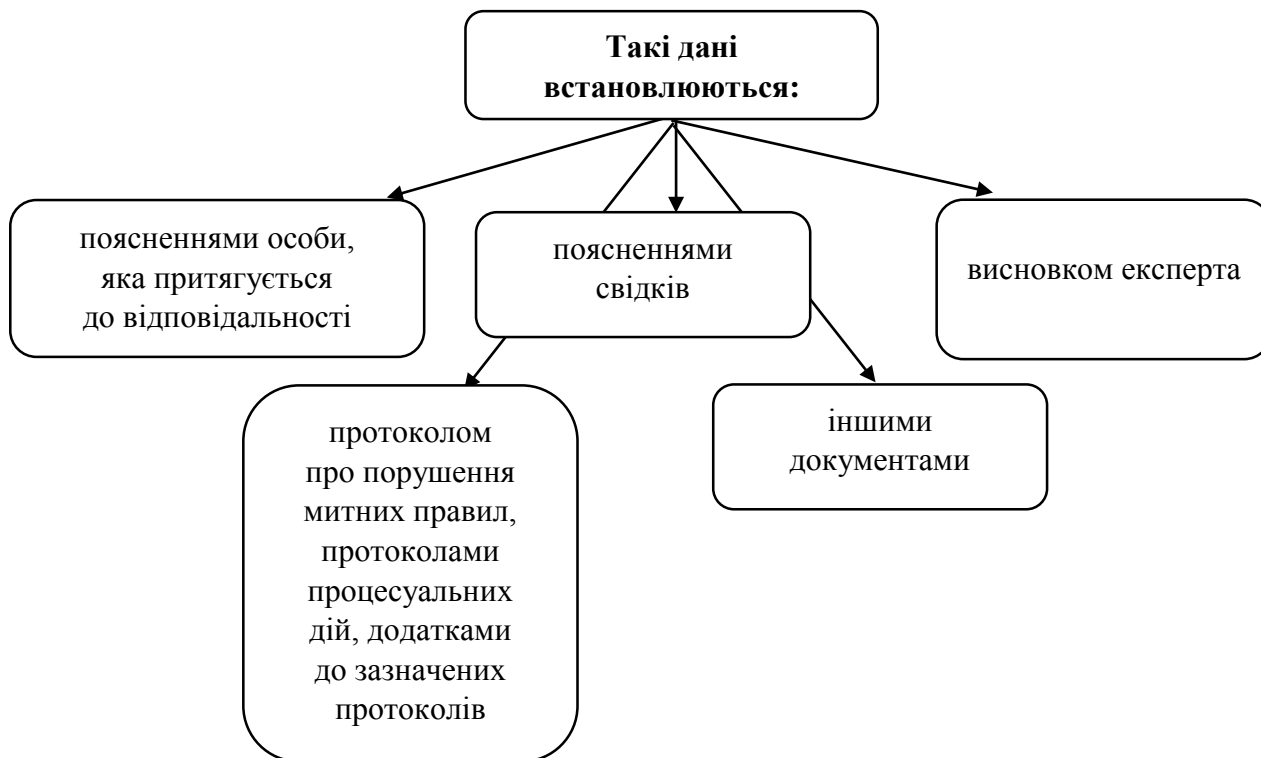 Такі дані
встановлюються:
поясненнями особи,
яка притягується
до відповідальності
поясненнями
свідків
висновком експерта
протоколом
про порушення
митних правил,
протоколами
процесуальних
дій, додатками
до зазначених
протоколів
іншими
документами